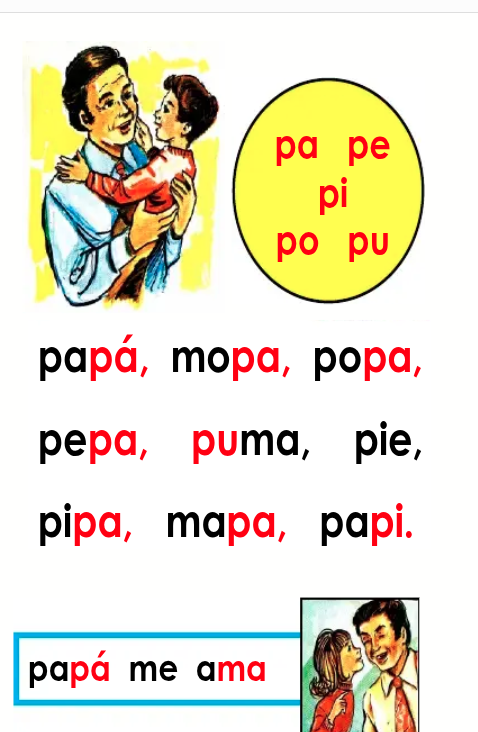 pa pe
pi
po pu
papá, mopa, popa,
pepa, puma, pie,
pipa, mapa, papi.
papá me ama